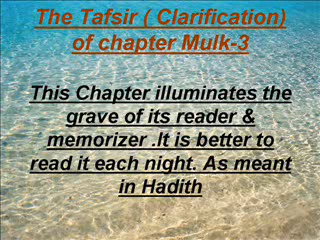 The Tafsir ( Clarification)
of chapter Mulk-3
This Chapter illuminates the
grave of its reader &
memorizer .It is better to
read it each night. As meant
in Hadith